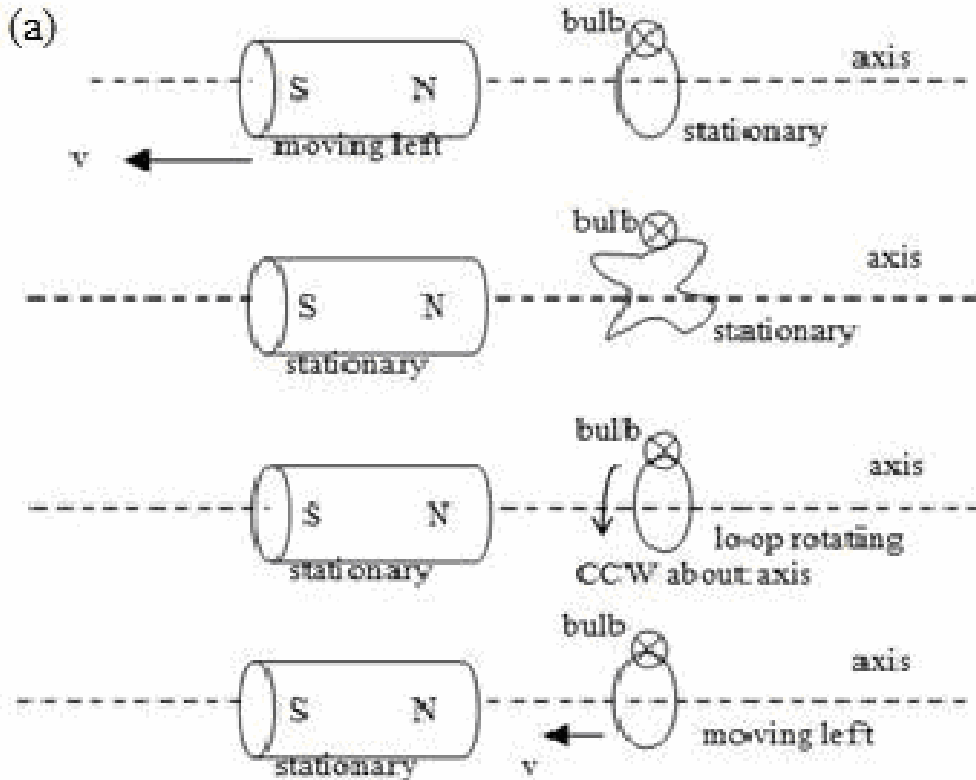 (a)
bulb
axis
S N
moving left
stationary
v
bulb
axis
S N
stationary
stationary
bulb
axis
S N
loop rotating
stationary
CCW about axis
bulb
axis
S N
moving left
stationary
v